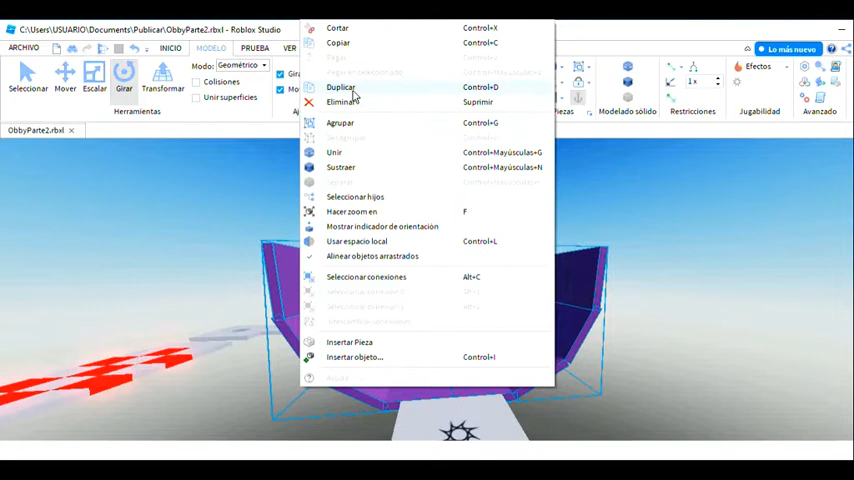 C:\Users\USUARIO\Documents\Publicar\ObbyParte2.rbxl - Roblox Studio
ARCHIVO INICIO MODELO PRUEBA VER
Lo más nuevo
Seleccionar Mover Escalar Girar Transformar
Modo: Geométrico
Colisiones
Unir superficies
Herramientas
ObbyParte2.rbxl
Cortar Control+X
Copiar Control+C
Duplicar Control+D
Eliminar Suprimir
Agrupar Control+G
Unir Control+Mayúsculas+G
Sustraer Control+Mayúsculas+N
Seleccionar hijos
Hacer zoom en F
Mostrar indicador de orientación
Usar espacio local Control+L
Alinear objetos arrastrados
Seleccionar conexiones Alt+C
Insertar Pieza
Insertar objeto... Control+I
Modelado sólido
1 x
Restricciones
Efectos
Jugabilidad
Avanzado